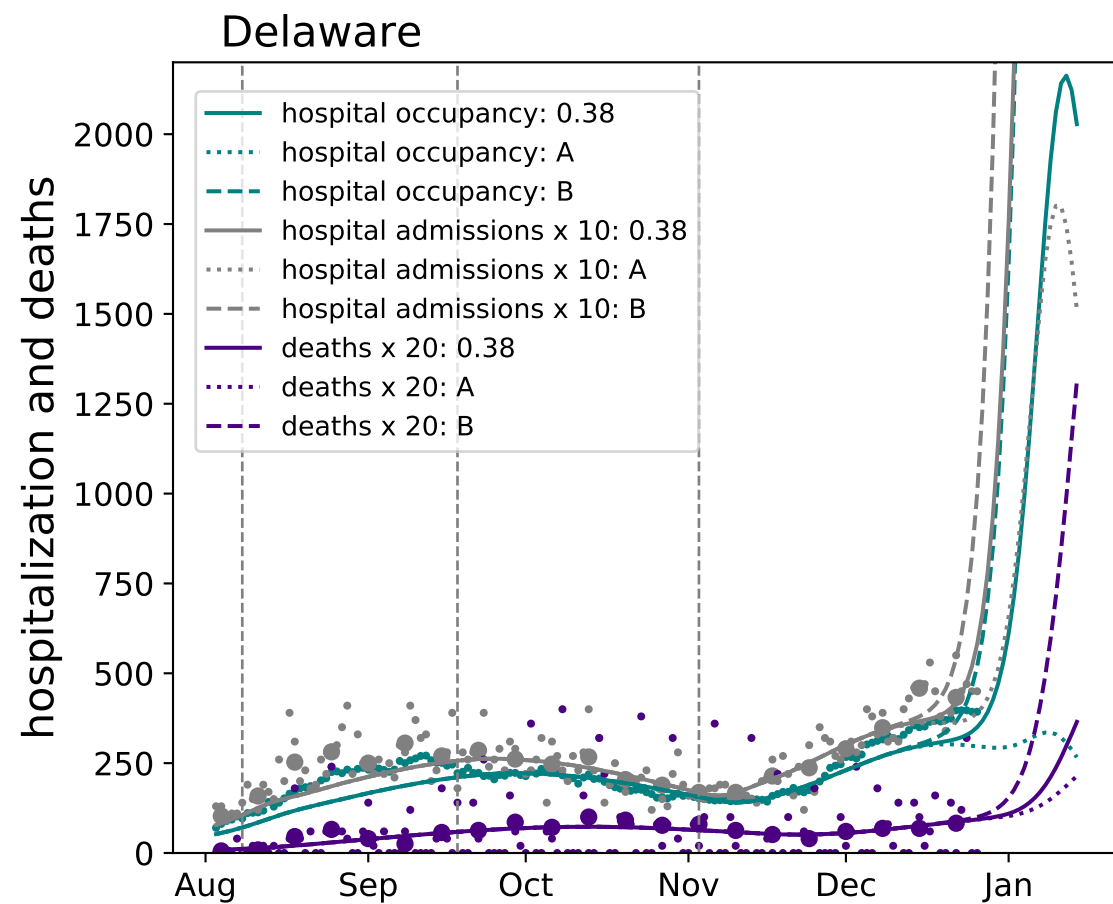 Delaware
hospitalization and deaths
2000
1750
1500
1250
1000
750
500
250
0
hospital occupancy: 0.38
hospital occupancy: A
hospital occupancy: B
hospital admissions x 10: 0.38
hospital admissions x 10: A
hospital admissions x 10: B
deaths x 20: 0.38
deaths x 20: A
deaths x 20: B
Aug Sep Oct Nov Dec Jan